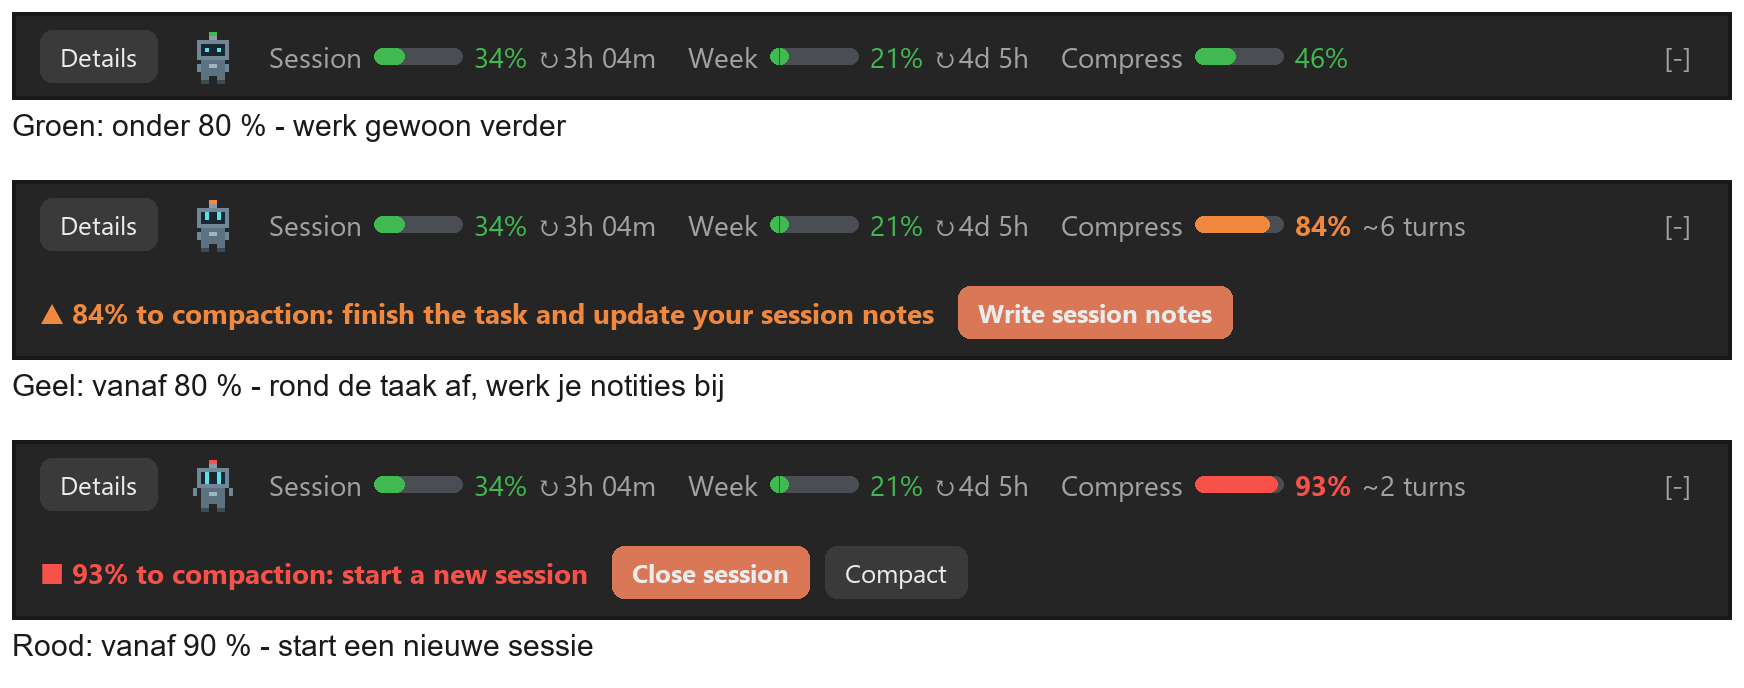 Details Session 34% ↻3h 04m Week 21% ↻4d 5h Compress 46% [-]
Groen: onder 80 % - werk gewoon verder
Details Session 34% ↻3h 04m Week 21% ↻4d 5h Compress 84% ~6 turns [-]
▲ 84% to compaction: finish the task and update your session notes Write session notes
Geel: vanaf 80 % - rond de taak af, werk je notities bij
Details Session 34% ↻3h 04m Week 21% ↻4d 5h Compress 93% ~2 turns [-]
■ 93% to compaction: start a new session Close session Compact
Rood: vanaf 90 % - start een nieuwe sessie